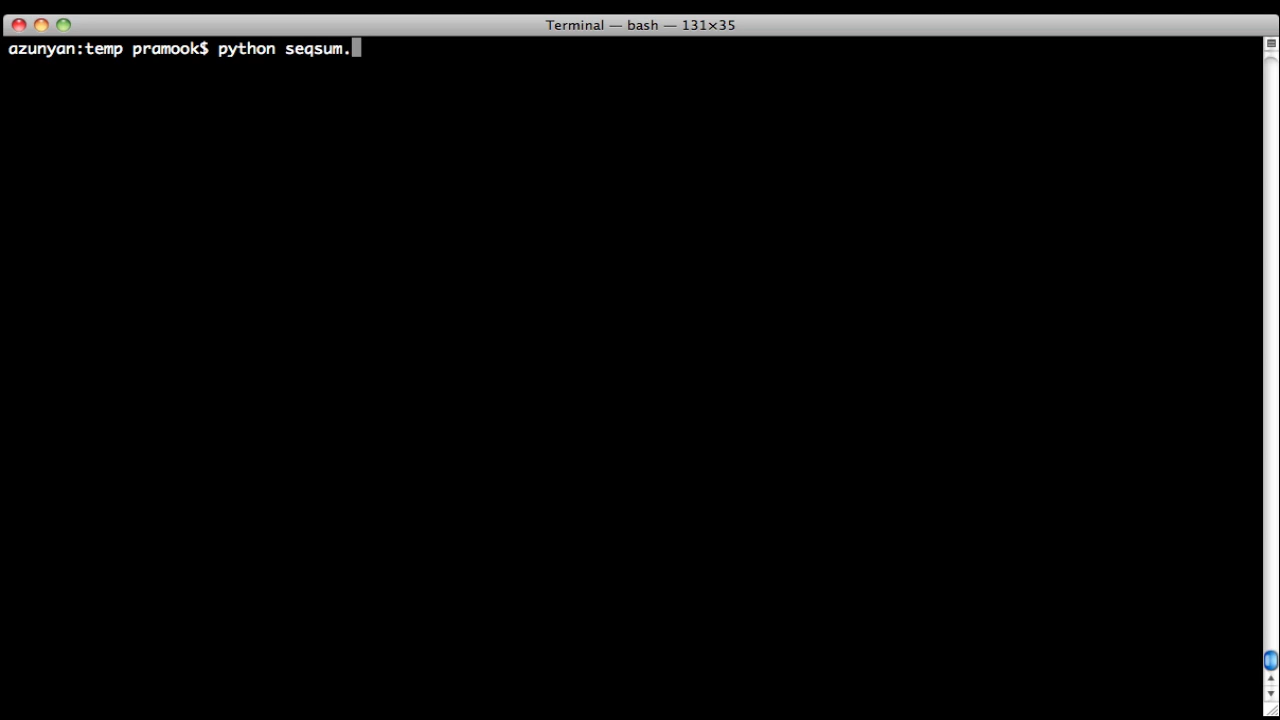 Terminal — bash — 131×35
azunyan:temp pramook$ python seqsum.